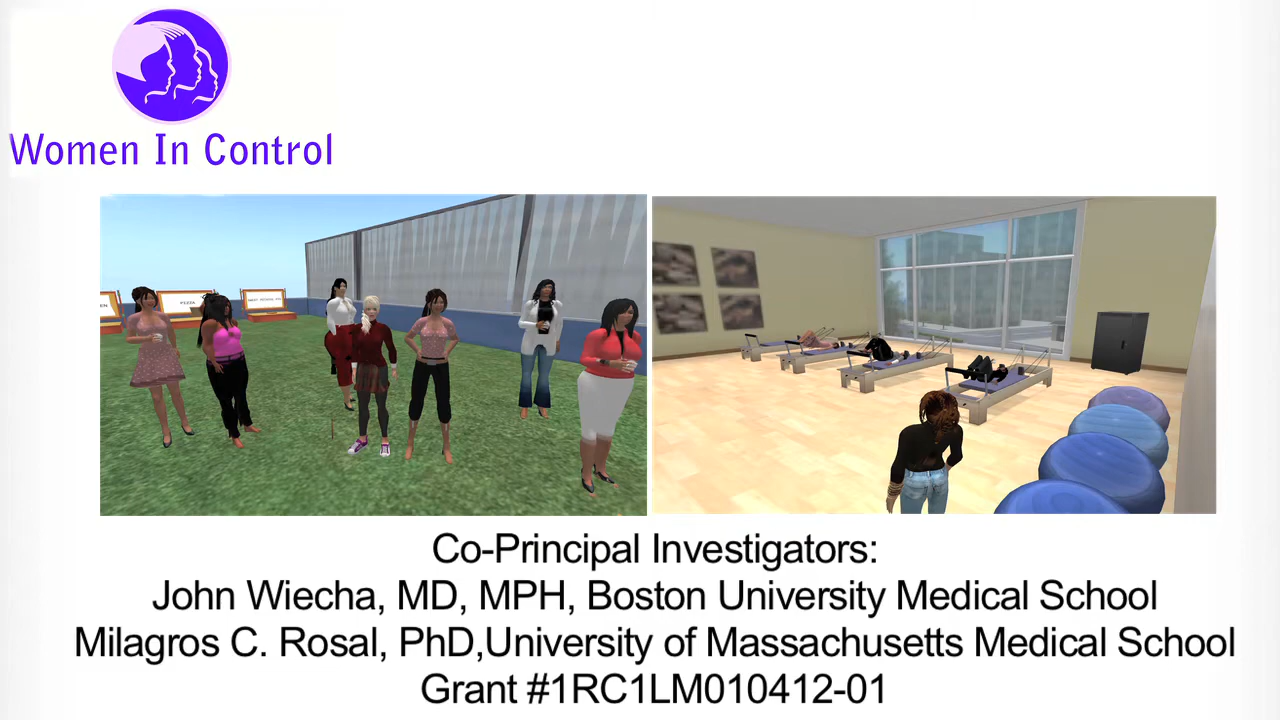 Women In Control
PIZZA
Co-Principal Investigators:
John Wiecha, MD, MPH, Boston University Medical School
Milagros C. Rosal, PhD,University of Massachusetts Medical School
Grant #1RC1LM010412-01